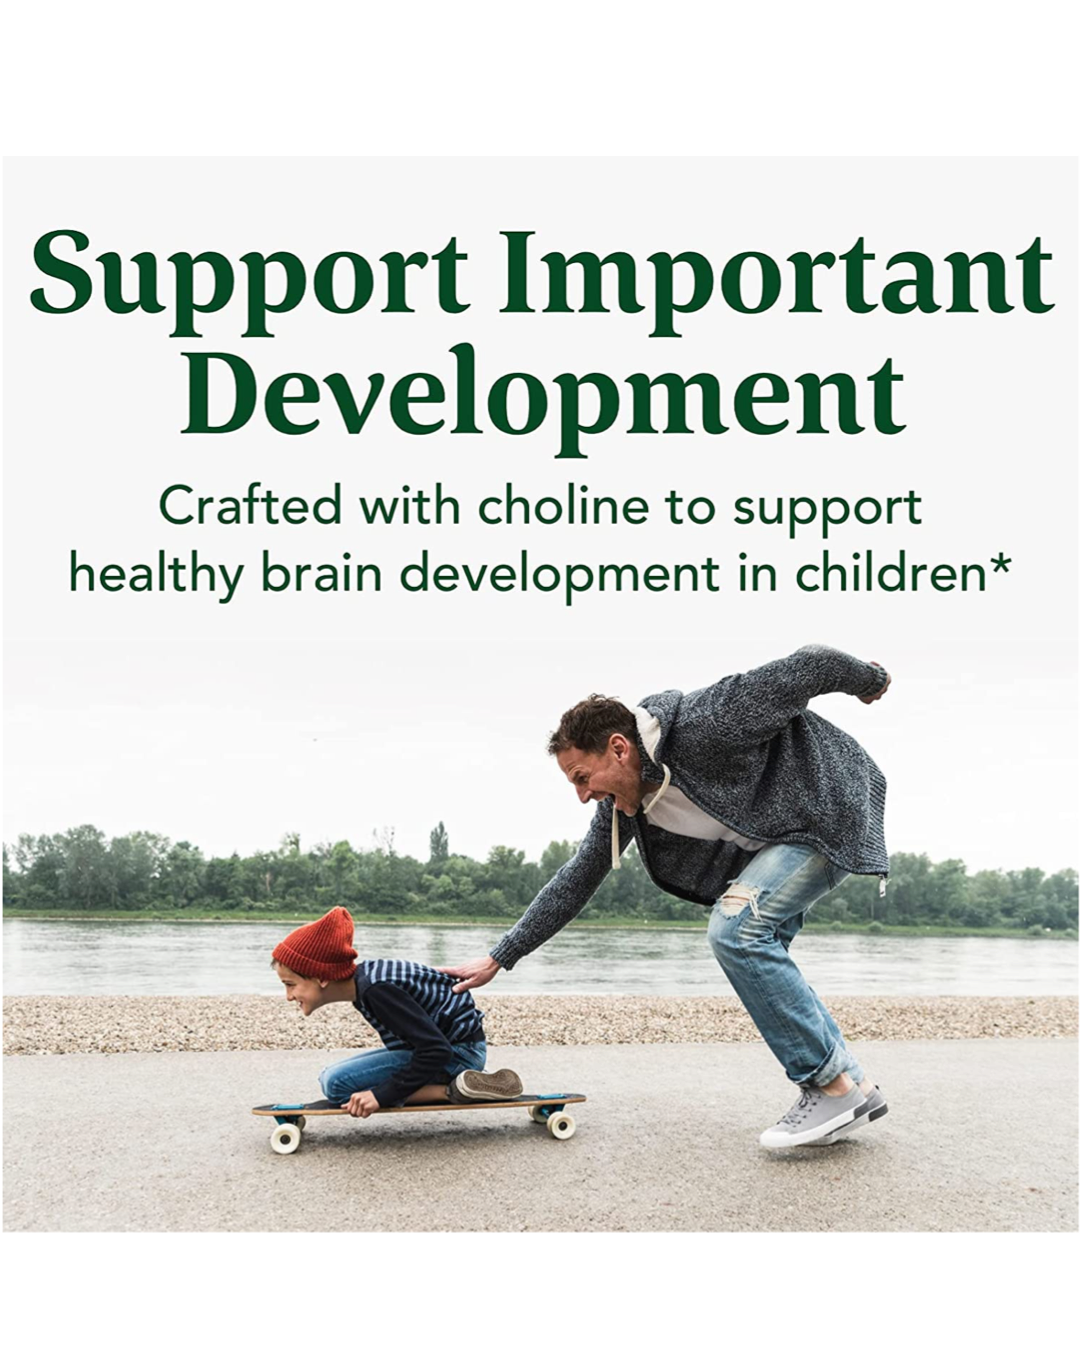 Support Important
Development
Crafted with choline to support
healthy brain development in children*